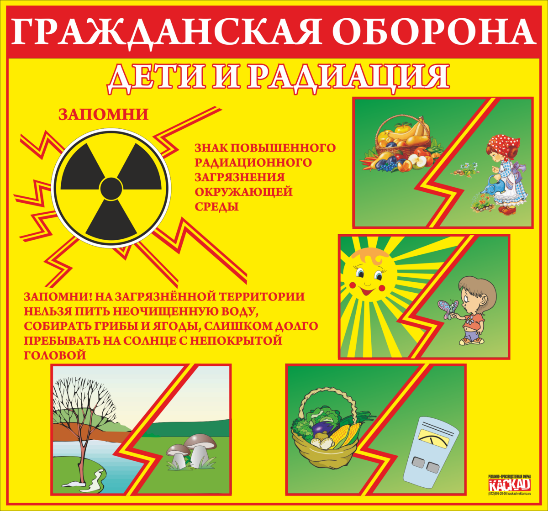 ГРАЖДАНСКАЯ ОБОРОНА
ДЕТИ И РАДИАЦИЯ
ЗАПОМНИ
ЗНАК ПОВЫШЕННОГО
РАДИАЦИОННОГО
ЗАГРЯЗНЕНИЯ
ОКРУЖАЮЩЕЙ
СРЕДЫ
ЗАПОМНИ! НА ЗАГРЯЗНЁННОЙ ТЕРРИТОРИИ
НЕЛЬЗЯ ПИТЬ НЕОЧИЩЕННУЮ ВОДУ,
СОБИРАТЬ ГРИБЫ И ЯГОДЫ, СЛИШКОМ ДОЛГО
ПРЕБЫВАТЬ НА СОЛНЦЕ С НЕПОКРЫТОЙ
ГОЛОВОЙ
КАСКАД